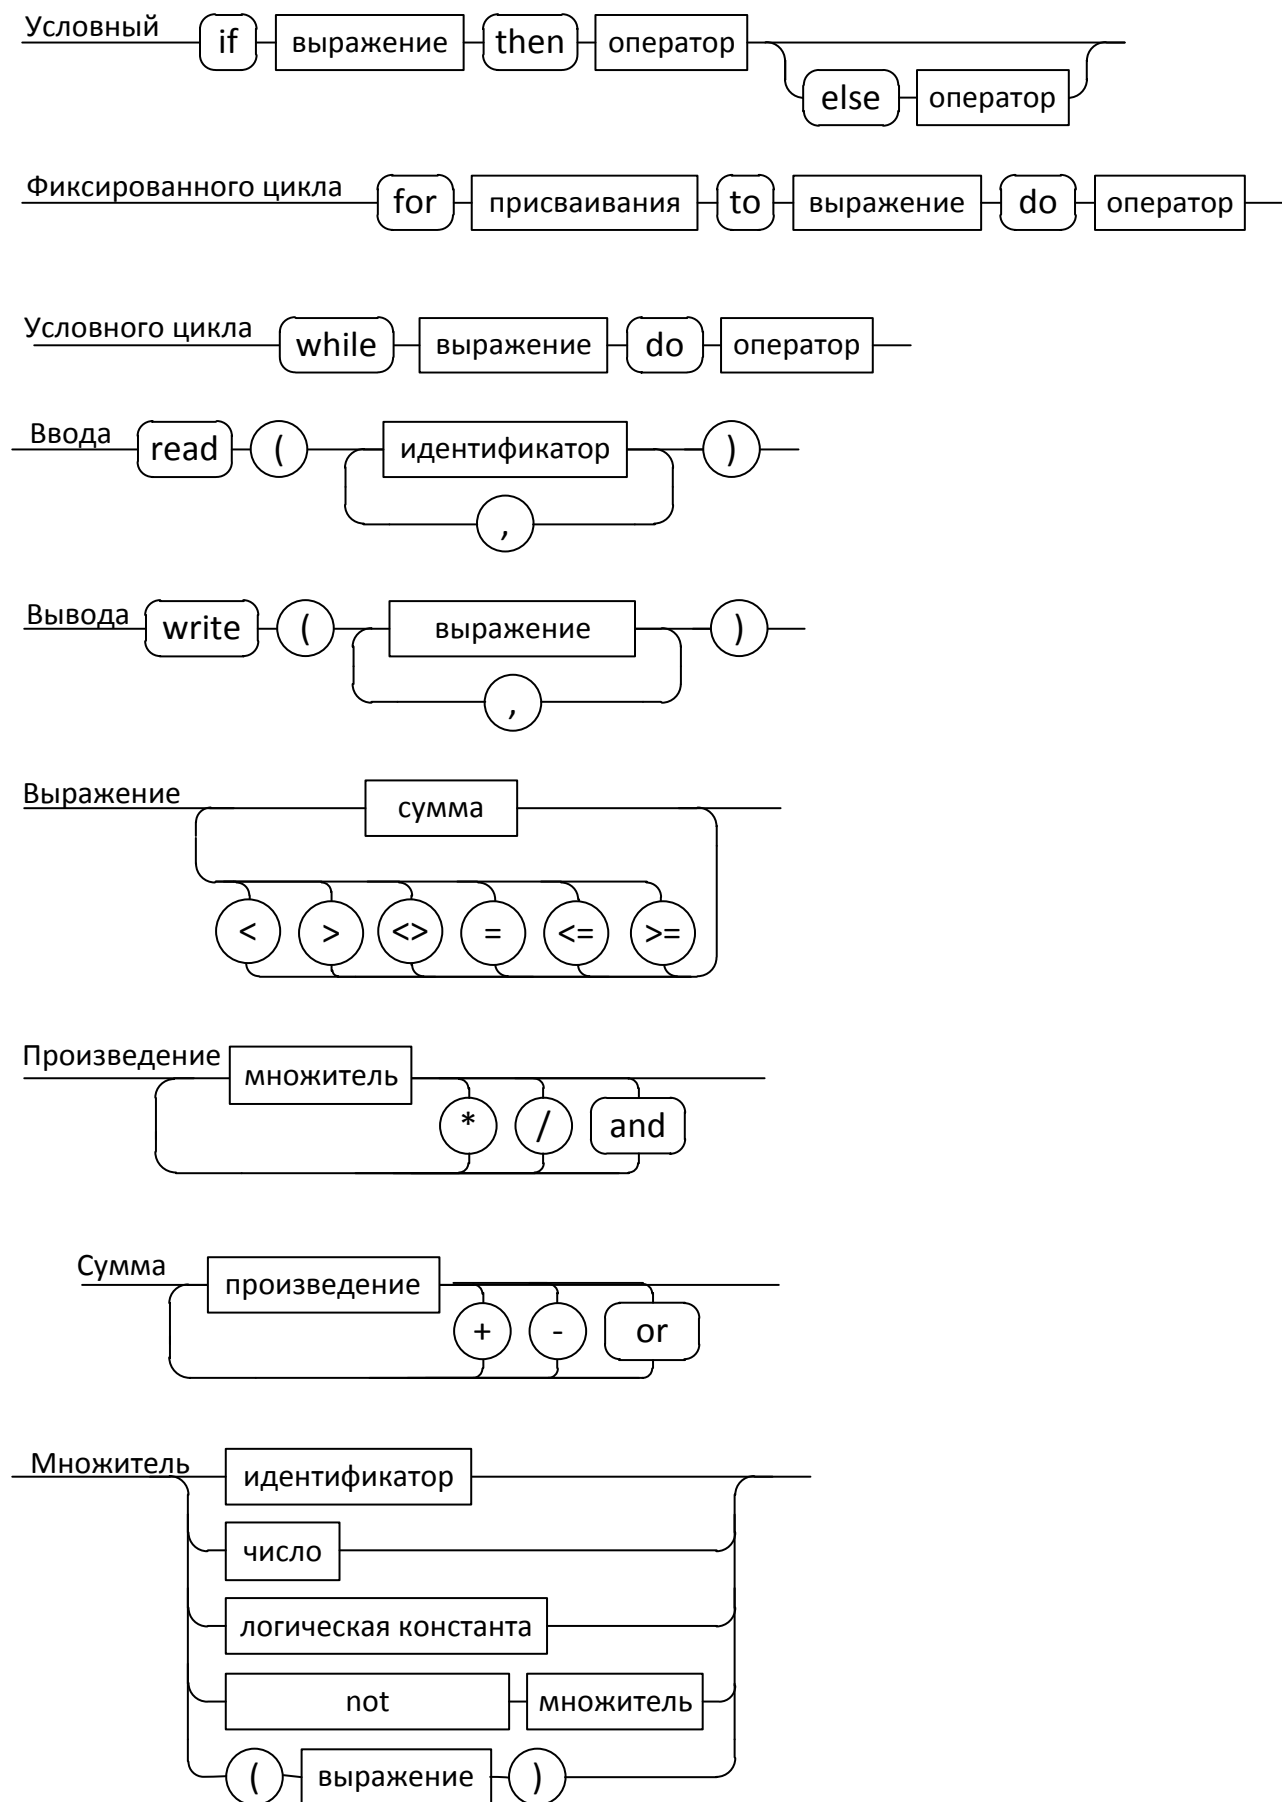 Условный if выражение then оператор
else оператор
Фиксированного цикла for присваивания to выражение do оператор
Условного цикла while выражение do оператор
Ввода read ( идентификатор )
,
Вывода write ( выражение )
,
Выражение сумма
< > <> = <= >=
Произведение множитель
* / and
Сумма произведение
+ - or
Множитель идентификатор
число
логическая константа
not множитель
( выражение )